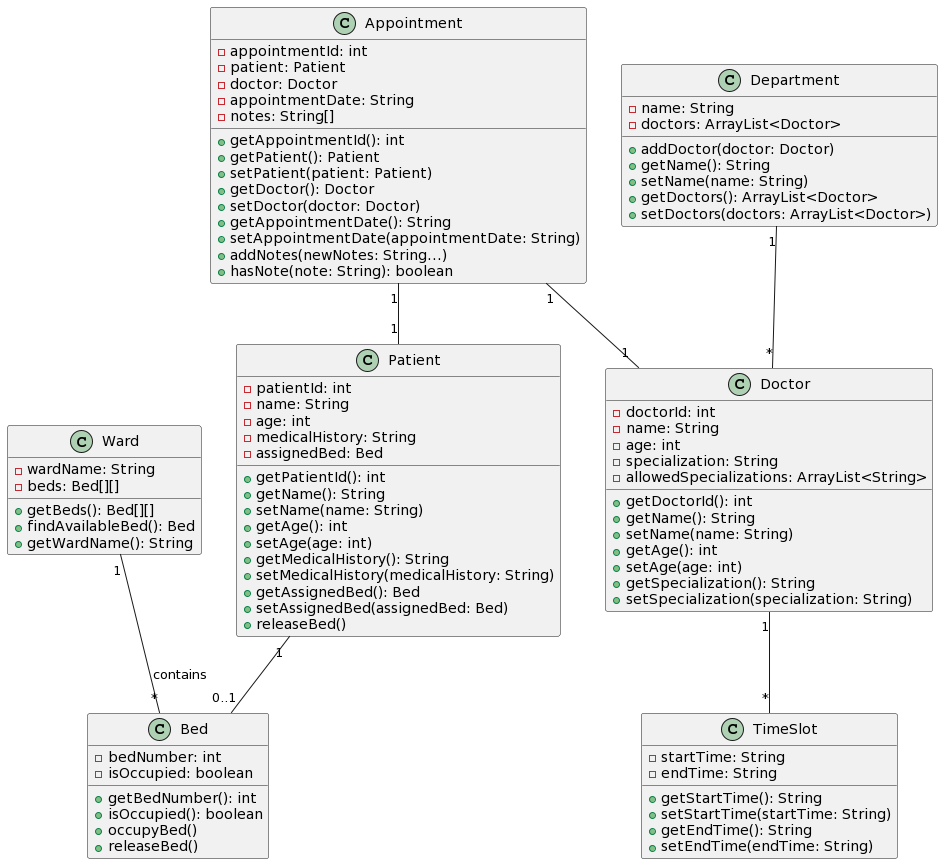 C Appointment
appointmentId: int
patient: Patient
doctor: Doctor
appointmentDate: String
notes: String[]
getAppointmentId(): int
getPatient(): Patient
setPatient(patient: Patient)
getDoctor(): Doctor
setDoctor(doctor: Doctor)
getAppointmentDate(): String
setAppointmentDate(appointmentDate: String)
addNotes(newNotes: String...)
hasNote(note: String): boolean
C Department
name: String
doctors: ArrayList<Doctor>
addDoctor(doctor: Doctor)
getName(): String
setName(name: String)
getDoctors(): ArrayList<Doctor>
setDoctors(doctors: ArrayList<Doctor>)
1
1
1
1
1
*
C Patient
patientId: int
name: String
age: int
medicalHistory: String
assignedBed: Bed
getPatientId(): int
getName(): String
setName(name: String)
getAge(): int
setAge(age: int)
getMedicalHistory(): String
setMedicalHistory(medicalHistory: String)
getAssignedBed(): Bed
setAssignedBed(assignedBed: Bed)
releaseBed()
C Doctor
doctorId: int
name: String
age: int
specialization: String
allowedSpecializations: ArrayList<String>
getDoctorId(): int
getName(): String
setName(name: String)
getAge(): int
setAge(age: int)
getSpecialization(): String
setSpecialization(specialization: String)
C Ward
wardName: String
beds: Bed[][]
getBeds(): Bed[][]
findAvailableBed(): Bed
getWardName(): String
1
contains
*
1
0..1
1
*
C Bed
bedNumber: int
isOccupied: boolean
getBedNumber(): int
isOccupied(): boolean
occupyBed()
releaseBed()
C TimeSlot
startTime: String
endTime: String
getStartTime(): String
setStartTime(startTime: String)
getEndTime(): String
setEndTime(endTime: String)